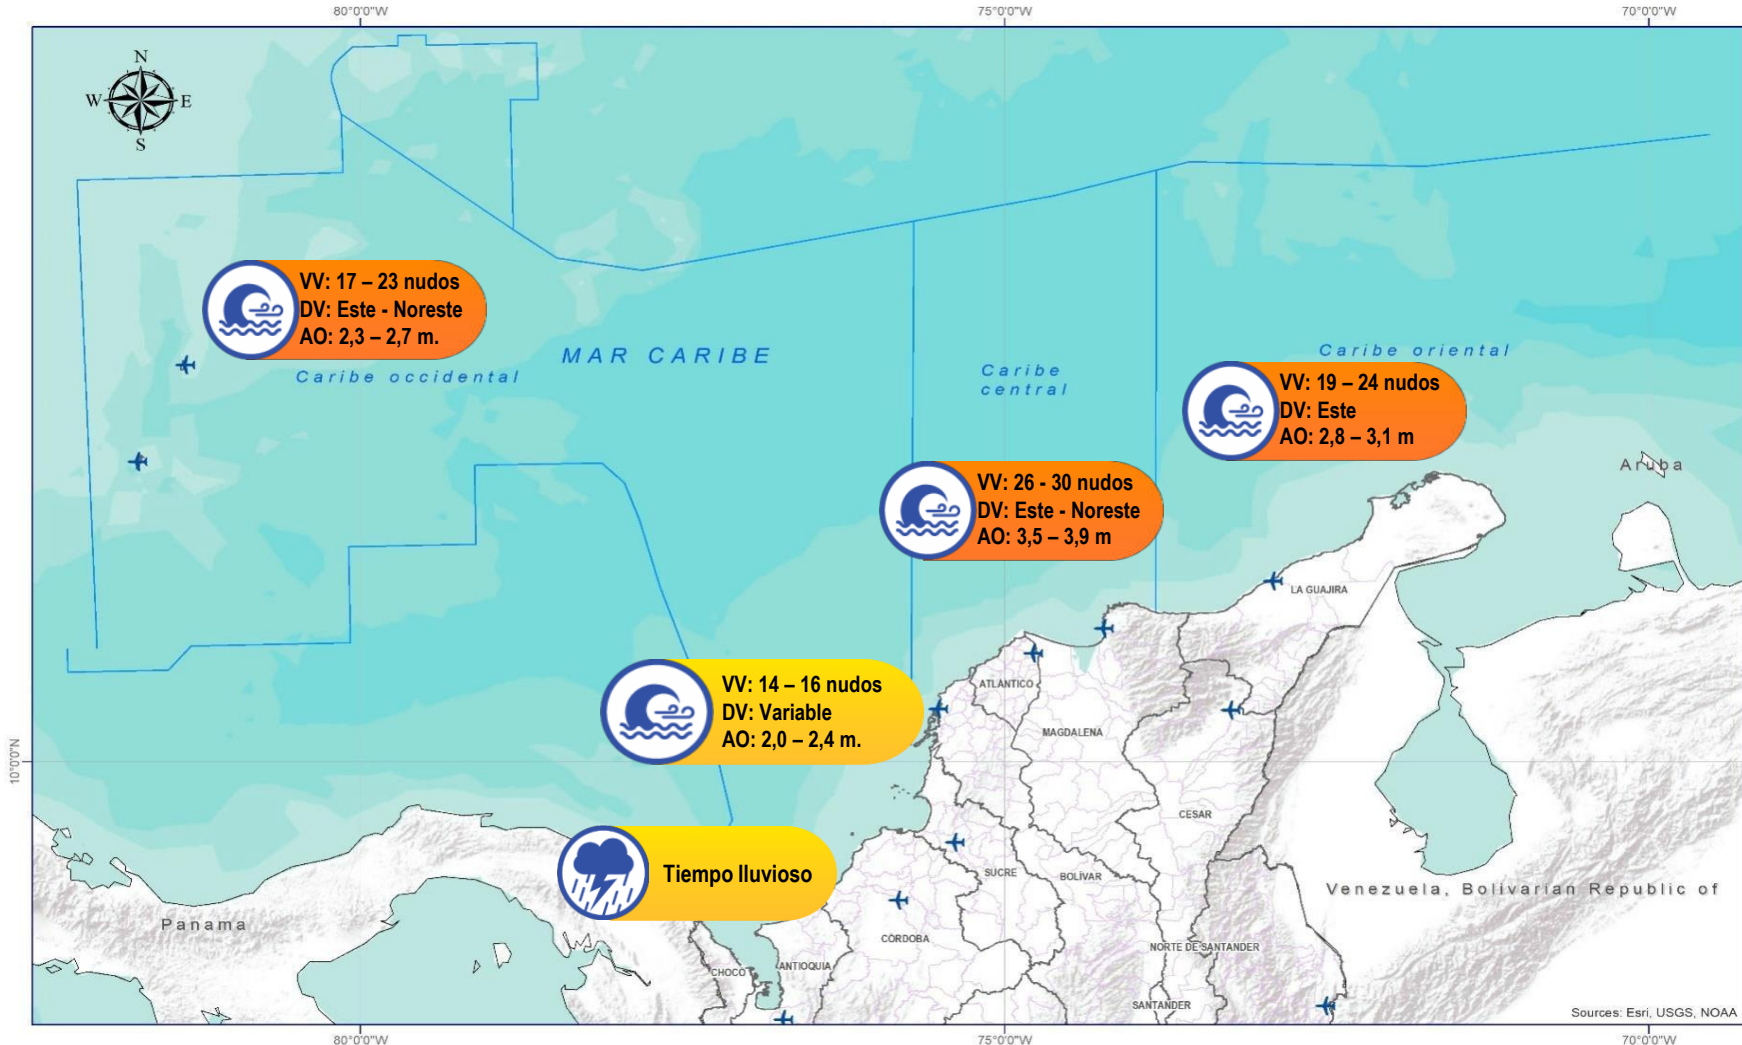 80°0'0"W
75°0'0"W
70°0'0"W
N
W
E
S
VV: 17 – 23 nudos
DV: Este - Noreste
AO: 2,3 – 2,7 m.
MAR CARIBE
Caribe occidental
Caribe
central
Caribe oriental
VV: 19 – 24 nudos
DV: Este
AO: 2,8 – 3,1 m
Aruba
VV: 26 - 30 nudos
DV: Este - Noreste
AO: 3,5 – 3,9 m
LA GUAJIRA
VV: 14 – 16 nudos
DV: Variable
AO: 2,0 – 2,4 m.
ATLÁNTICO
MAGDALENA
10°0'0"N
CESAR
Tiempo lluvioso
SUCRE
BOLÍVAR
Venezuela, Bolivarian Republic of
Panama
CÓRDOBA
NORTE DE SANTANDER
CHOCÓ
ANTIOQUIA
SANTANDER
Sources: Esri, USGS, NOAA
80°0'0"W
75°0'0"W
70°0'0"W